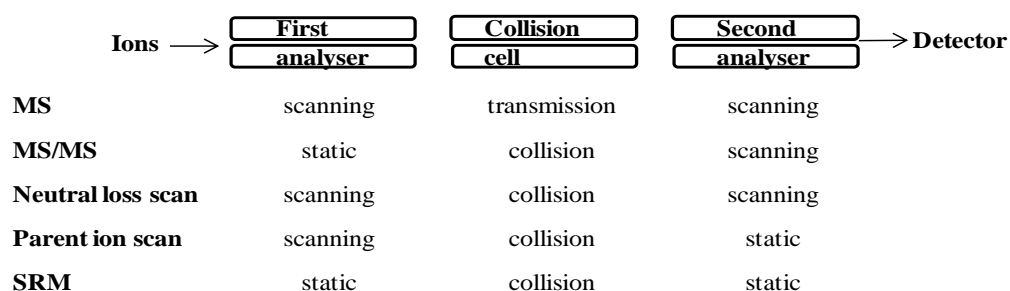 First Collision Second
Ions Detector
analyser cell analyser
MS scanning transmission scanning
MS/MS static collision scanning
Neutral loss scan scanning collision scanning
Parent ion scan scanning collision static
SRM static collision static